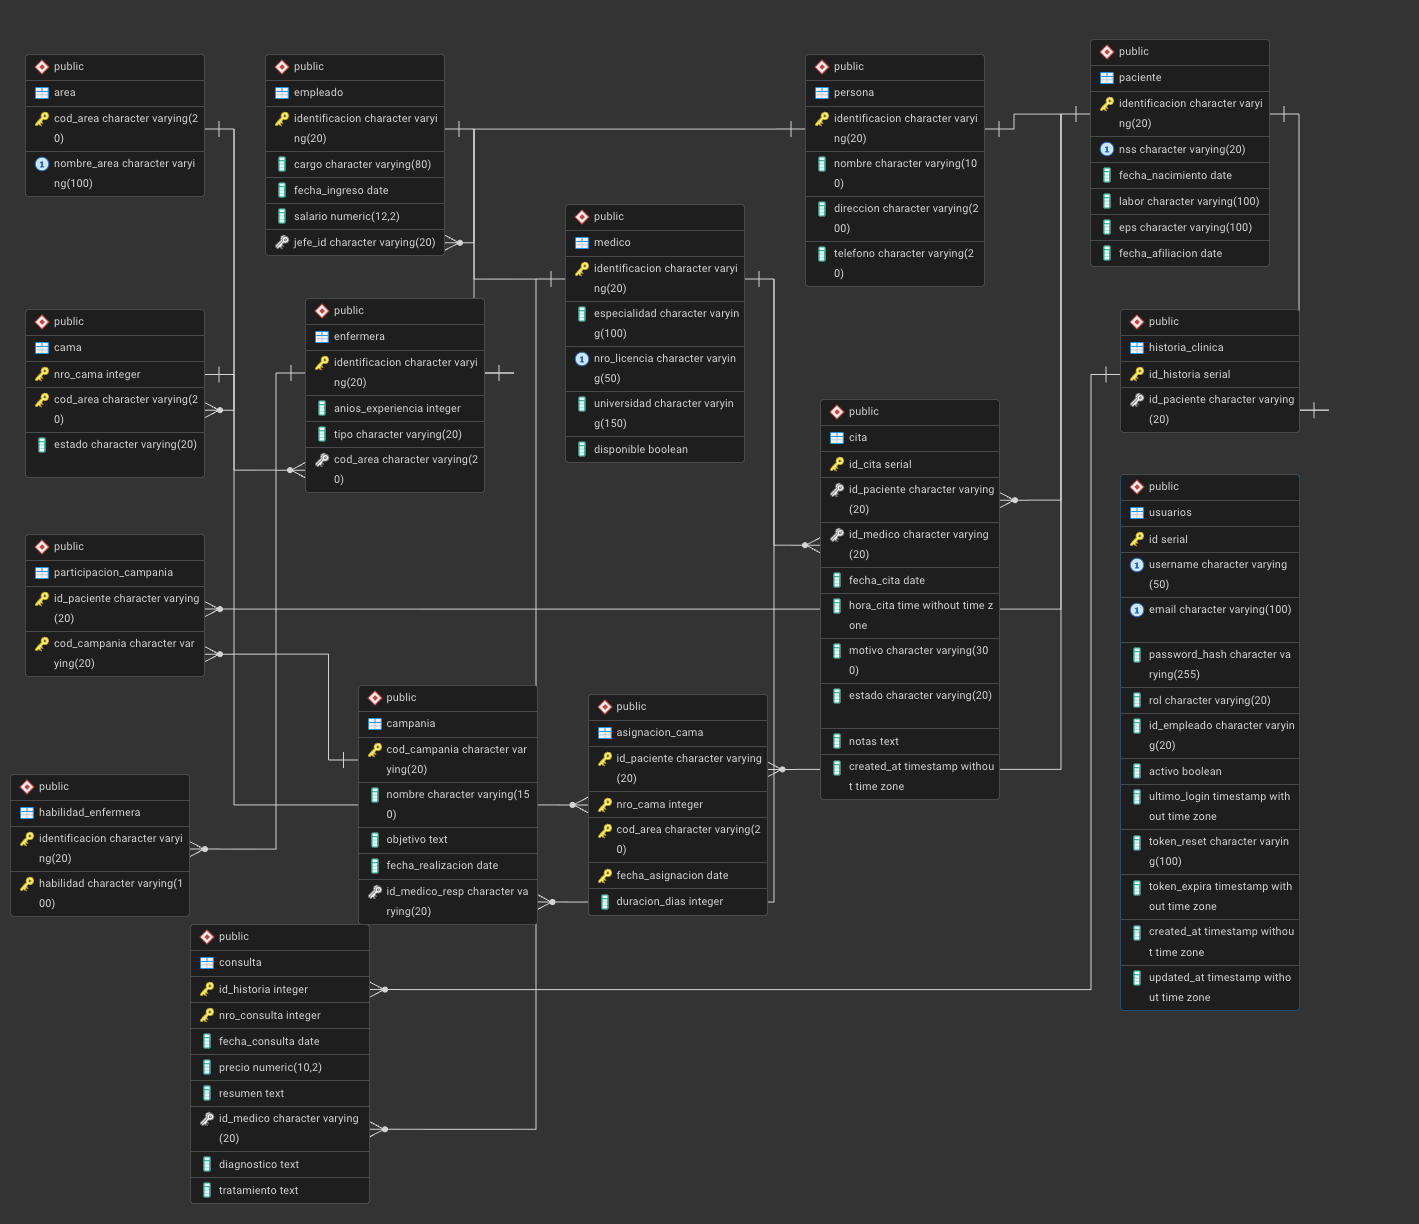 public
area
cod_area character varying(2
0)
nombre_area character varyi
ng(100)
public
empleado
identificacion character varyi
ng(20)
cargo character varying(80)
fecha_ingreso date
salario numeric(12,2)
jefe_id character varying(20)
public
persona
identificacion character varyi
ng(20)
nombre character varying(10
0)
direccion character varying(2
00)
telefono character varying(2
0)
public
paciente
identificacion character varyi
ng(20)
nss character varying(20)
fecha_nacimiento date
labor character varying(100)
eps character varying(100)
fecha_afiliacion date
public
medico
identificacion character varyi
ng(20)
especialidad character varyin
g(100)
nro_licencia character varyin
g(50)
universidad character varyin
g(150)
disponible boolean
public
cama
nro_cama integer
cod_area character varying(2
0)
estado character varying(20)
public
enfermera
identificacion character varyi
ng(20)
anios_experiencia integer
tipo character varying(20)
cod_area character varying(2
0)
public
historia_clinica
id_historia serial
id_paciente character varying
(20)
public
cita
id_cita serial
id_paciente character varying
(20)
id_medico character varying
(20)
fecha_cita date
hora_cita time without time z
one
motivo character varying(30
0)
estado character varying(20)
notas text
created_at timestamp withou
t time zone
public
usuarios
id serial
username character varying
(50)
email character varying(100)
password_hash character va
rying(255)
rol character varying(20)
id_empleado character varyin
g(20)
activo boolean
ultimo_login timestamp with
out time zone
token_reset character varyin
g(100)
token_expira timestamp with
out time zone
created_at timestamp withou
t time zone
updated_at timestamp witho
ut time zone
public
participacion_campania
id_paciente character varying
(20)
cod_campania character var
ying(20)
public
campania
cod_campania character var
ying(20)
nombre character varying(15
0)
objetivo text
fecha_realizacion date
id_medico_resp character va
rying(20)
public
asignacion_cama
id_paciente character varying
(20)
nro_cama integer
cod_area character varying(2
0)
fecha_asignacion date
duracion_dias integer
public
habilidad_enfermera
identificacion character varyi
ng(20)
habilidad character varying(1
00)
public
consulta
id_historia integer
nro_consulta integer
fecha_consulta date
precio numeric(10,2)
resumen text
id_medico character varying
(20)
diagnostico text
tratamiento text